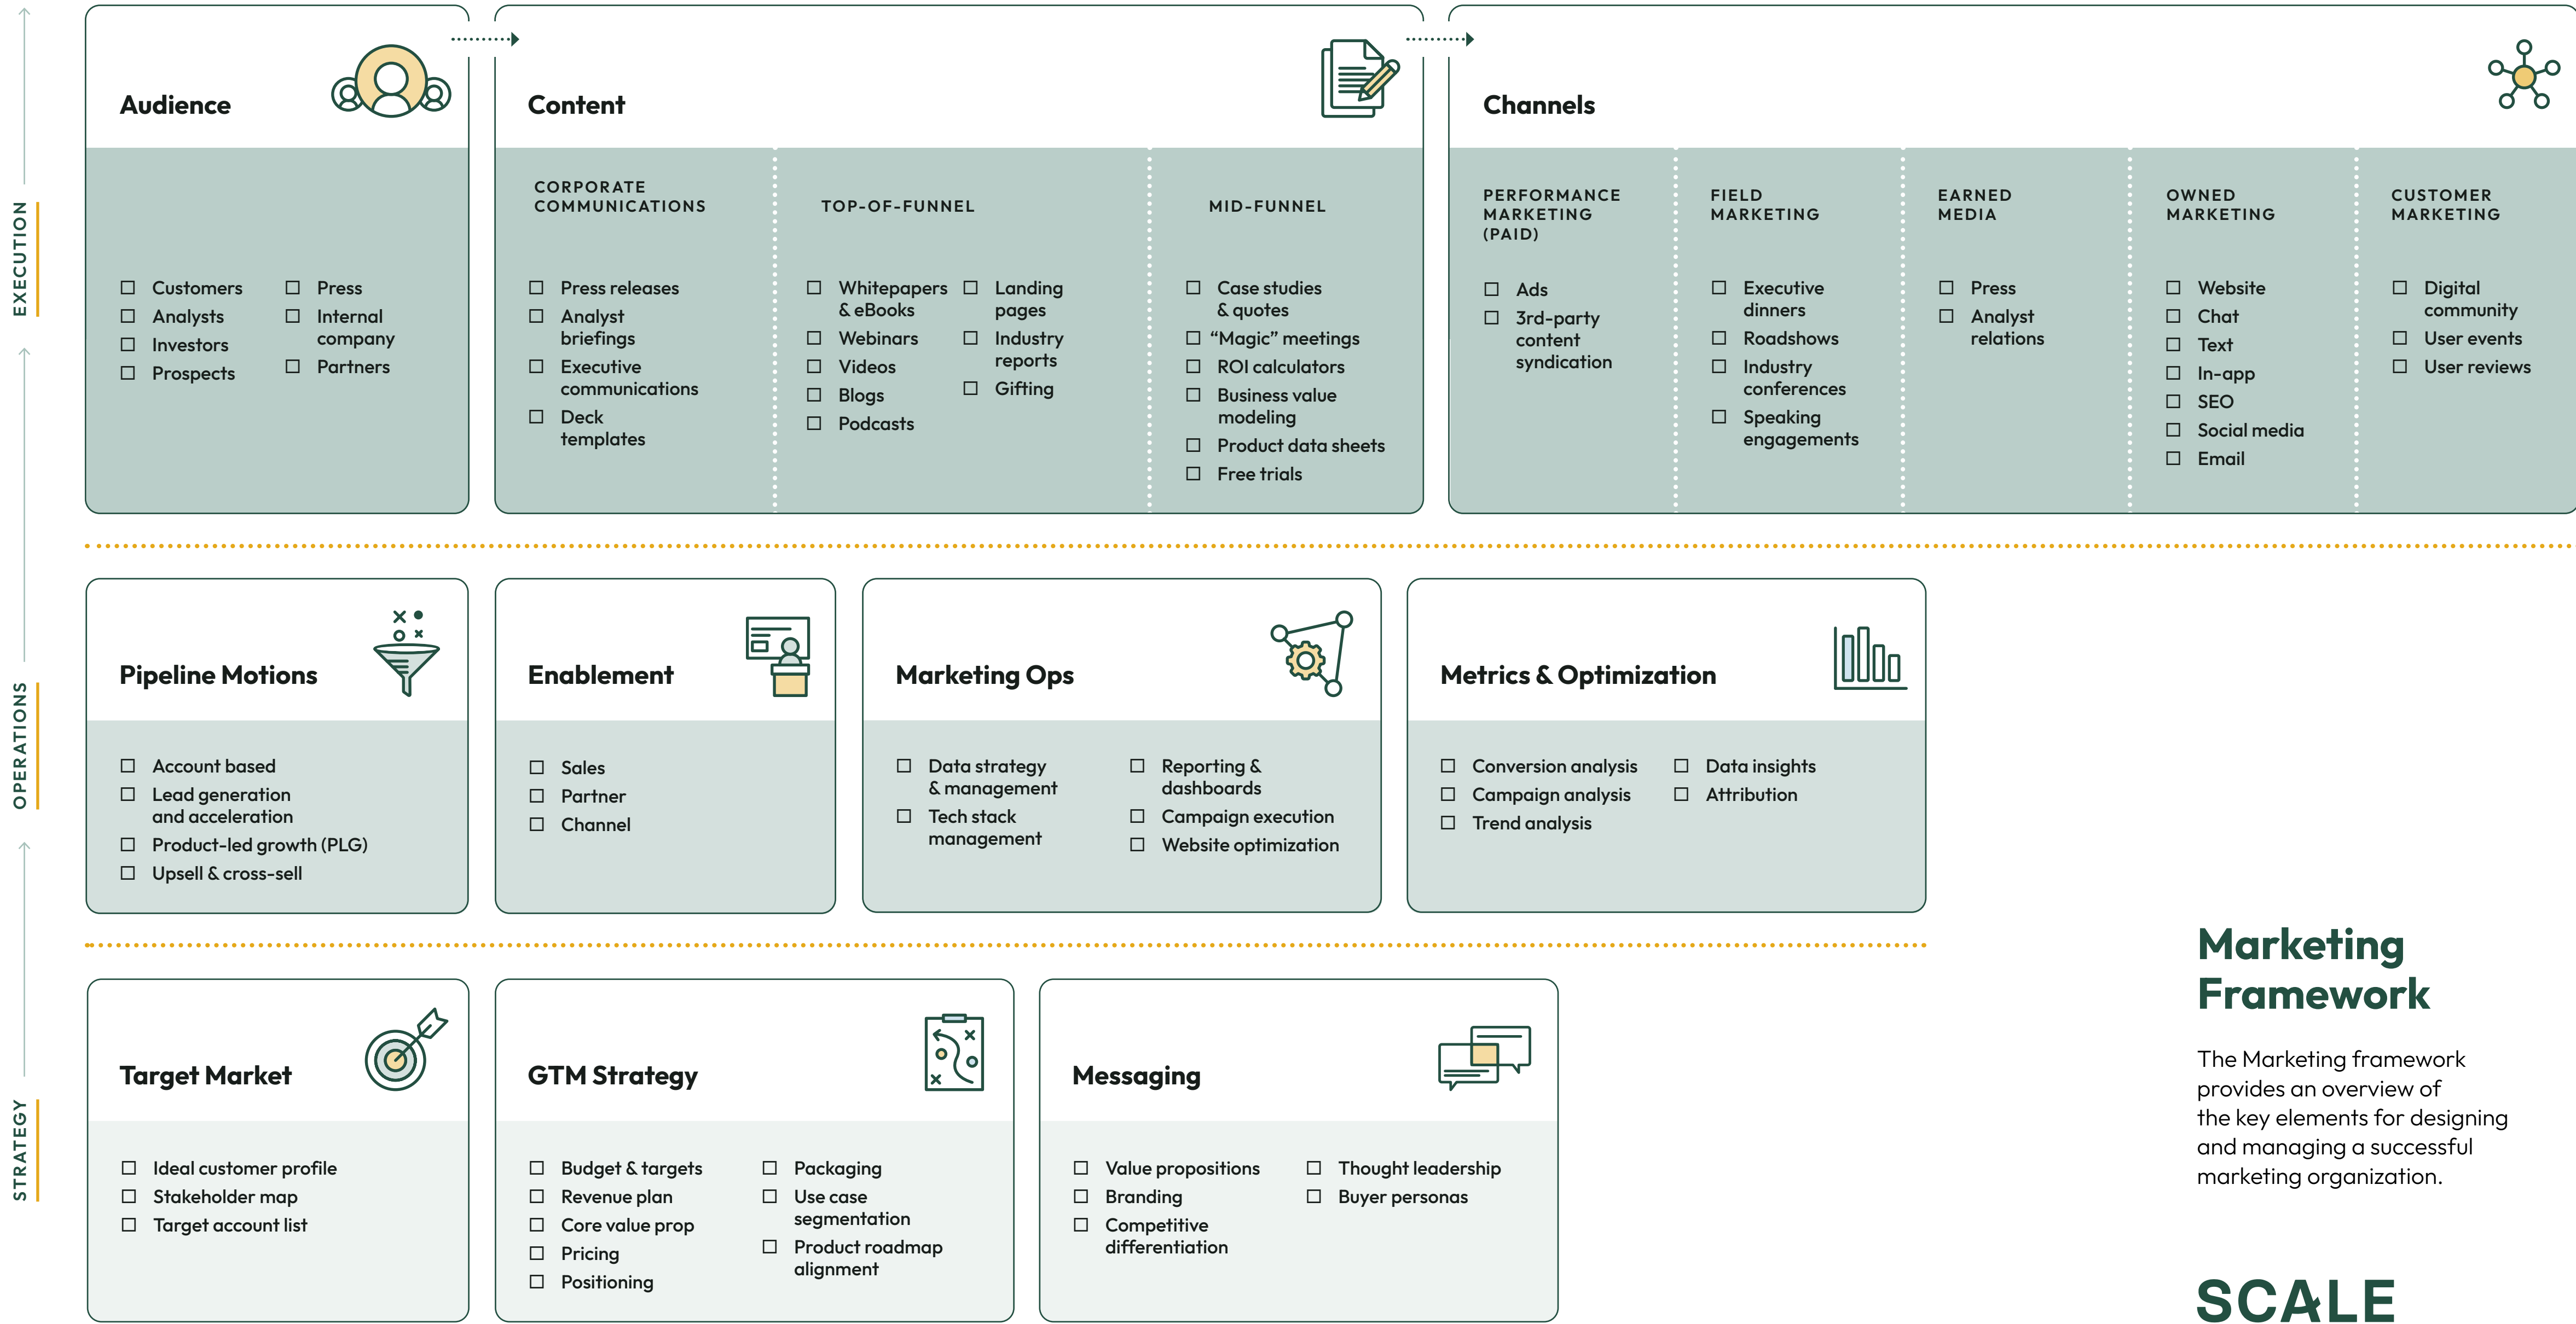 EXECUTION
Audience
Customers
Analysts
Investors
Prospects
Press
Internal
company
Partners
Content
CORPORATE
COMMUNICATIONS
Press releases
Analyst
briefings
Executive
communications
Deck
templates
TOP-OF-FUNNEL
Whitepapers
& eBooks
Webinars
Videos
Blogs
Podcasts
Landing
pages
Industry
reports
Gifting
MID-FUNNEL
Case studies
& quotes
“Magic” meetings
ROI calculators
Business value
modeling
Product data sheets
Free trials
Channels
PERFORMANCE
MARKETING
(PAID)
Ads
3rd-party
content
syndication
FIELD
MARKETING
Executive
dinners
Roadshows
Industry
conferences
Speaking
engagements
EARNED
MEDIA
Press
Analyst
relations
OWNED
MARKETING
Website
Chat
Text
In-app
SEO
Social media
Email
CUSTOMER
MARKETING
Digital
community
User events
User reviews
OPERATIONS
Pipeline Motions
Account based
Lead generation
and acceleration
Product-led growth (PLG)
Upsell & cross-sell
Enablement
Sales
Partner
Channel
Marketing Ops
Data strategy
& management
Tech stack
management
Reporting &
dashboards
Campaign execution
Website optimization
Metrics & Optimization
Conversion analysis
Campaign analysis
Trend analysis
Data insights
Attribution
STRATEGY
Target Market
Ideal customer profile
Stakeholder map
Target account list
GTM Strategy
Budget & targets
Revenue plan
Core value prop
Pricing
Positioning
Packaging
Use case
segmentation
Product roadmap
alignment
Messaging
Value propositions
Branding
Competitive
differentiation
Thought leadership
Buyer personas
Marketing
Framework
The Marketing framework
provides an overview of
the key elements for designing
and managing a successful
marketing organization.
SCALE